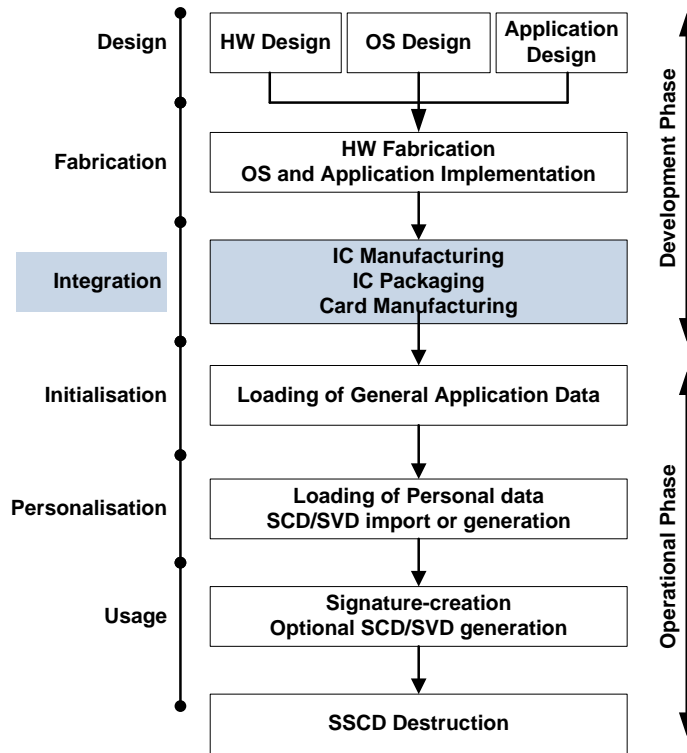 Design
HW Design
OS Design
Application
Design
Fabrication
HW Fabrication
OS and Application Implementation
Integration
IC Manufacturing
IC Packaging
Card Manufacturing
Development Phase
Initialisation
Loading of General Application Data
Personalisation
Loading of Personal data
SCD/SVD import or generation
Usage
Signature-creation
Optional SCD/SVD generation
SSCD Destruction
Operational Phase